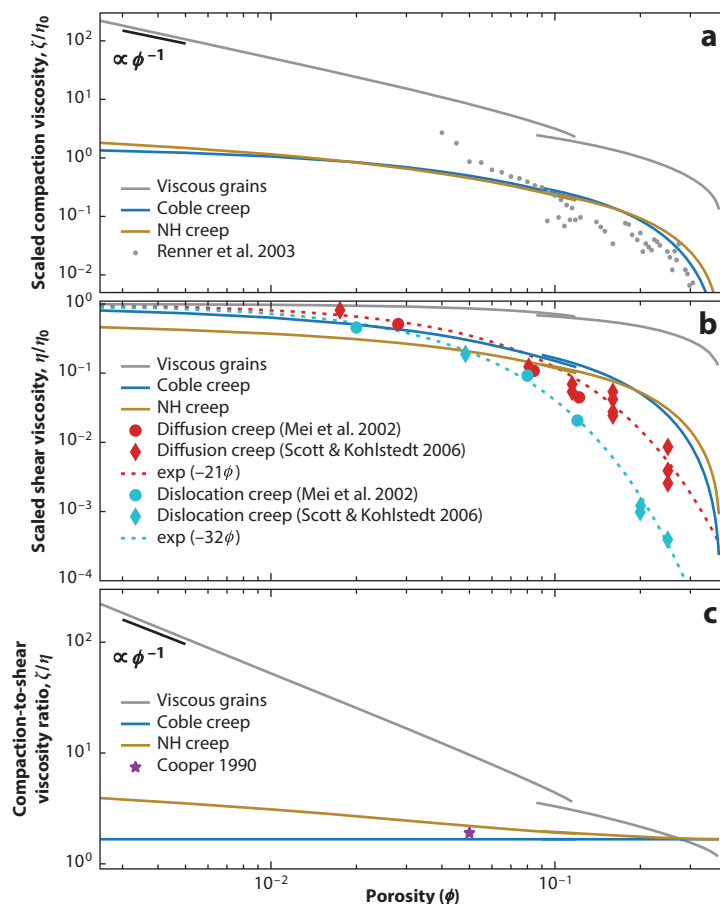 a
Scaled compaction viscosity, ζ/η₀
10²
10¹
10⁰
10⁻¹
10⁻²
∝ ϕ⁻¹
Viscous grains
Coble creep
NH creep
Renner et al. 2003
b
Scaled shear viscosity, η/η₀
10⁰
10⁻¹
10⁻²
10⁻³
10⁻⁴
Viscous grains
Coble creep
NH creep
Diffusion creep (Mei et al. 2002)
Diffusion creep (Scott & Kohlstedt 2006)
exp (–21ϕ)
Dislocation creep (Mei et al. 2002)
Dislocation creep (Scott & Kohlstedt 2006)
exp (–32ϕ)
c
Compaction-to-shear
viscosity ratio, ζ/η
10²
10¹
10⁰
∝ ϕ⁻¹
Viscous grains
Coble creep
NH creep
Cooper 1990
10⁻²
10⁻¹
Porosity (ϕ)